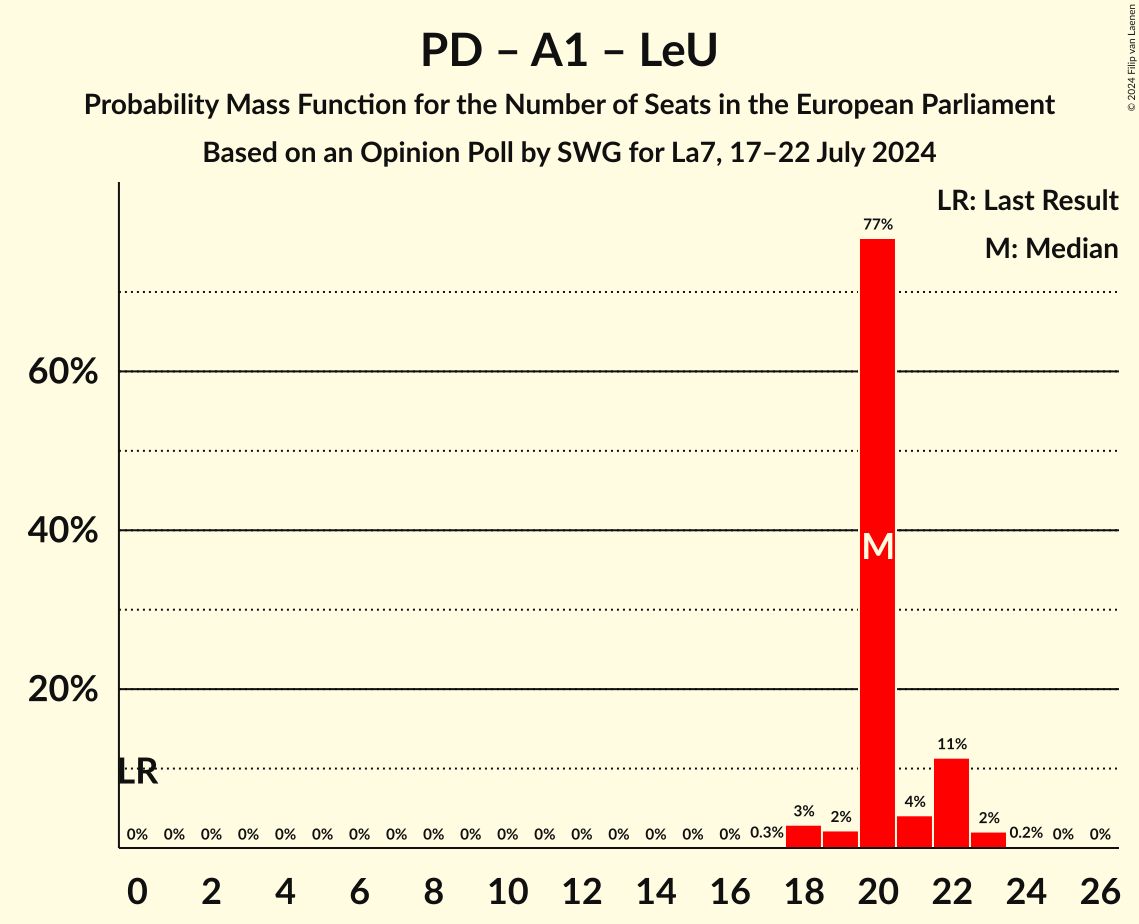 PD – A1 – LeU
Probability Mass Function for the Number of Seats in the European Parliament
Based on an Opinion Poll by SWG for La7, 17–22 July 2024
© 2024 Filip van Laenen
LR: Last Result
M: Median
77%
60%
40%
M
20%
11%
LR
0% 0% 0% 0% 0% 0% 0% 0% 0% 0% 0% 0% 0% 0% 0% 0% 0% 0.3% 3% 2% 4% 2% 0.2% 0% 0%
0 2 4 6 8 10 12 14 16 18 20 22 24 26